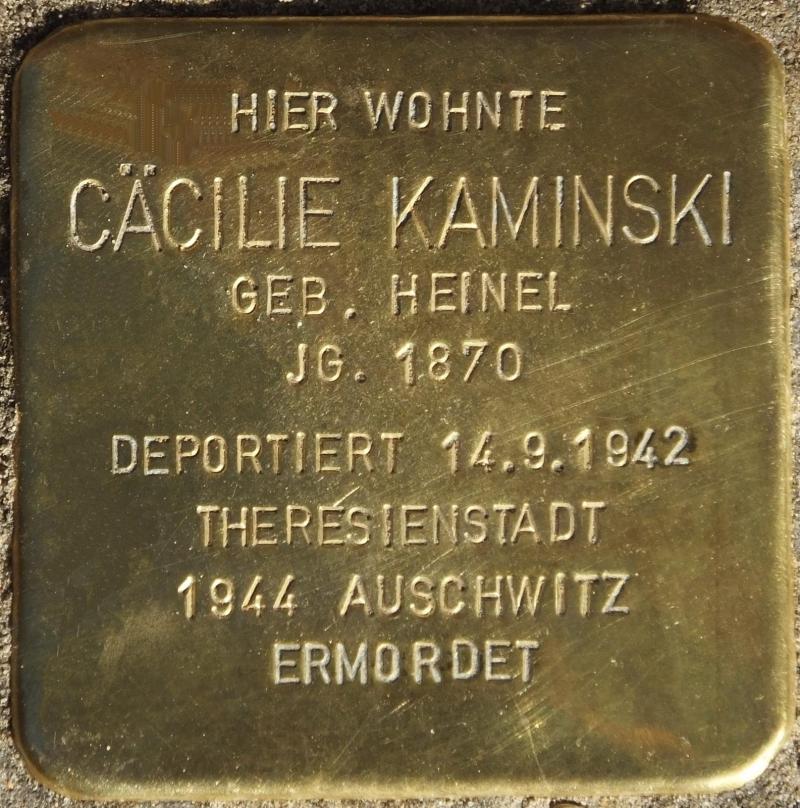 HIER WOHNTE
CÄCILIE KAMINSKI
GEB. HEINEL
JG. 1870
DEPORTIERT 14.9.1942
THERESIENSTADT
1944 AUSCHWITZ
ERMORDET